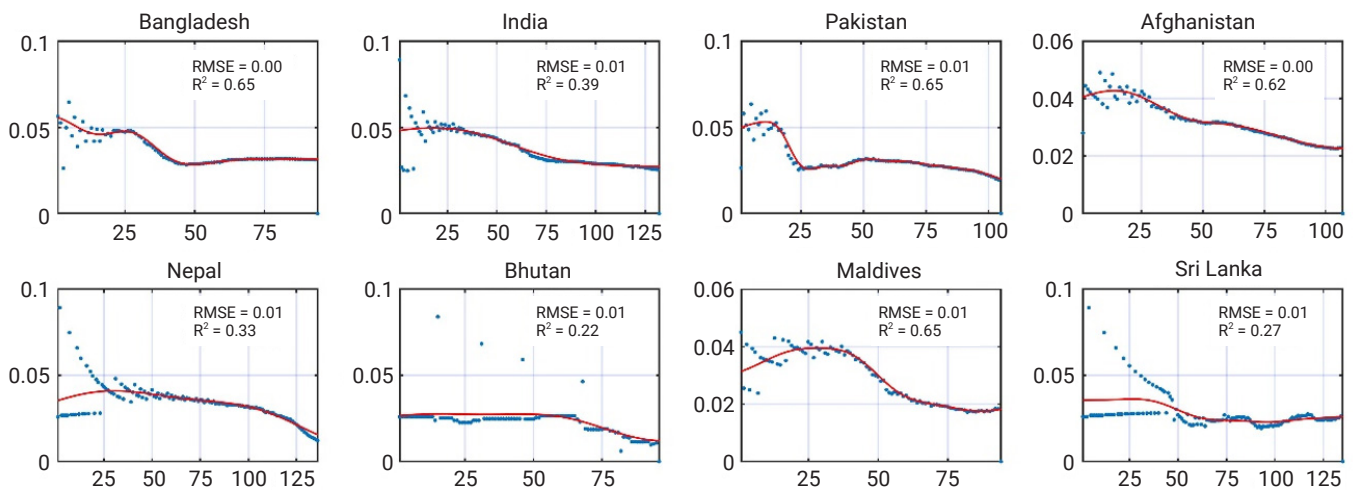 Bangladesh
RMSE = 0.00
R² = 0.65
0.1
0.05
0
25 50 75
India
RMSE = 0.01
R² = 0.39
0.1
0.05
0
25 50 75 100 125
Pakistan
RMSE = 0.01
R² = 0.65
0.1
0.05
0
25 50 75 100
Afghanistan
RMSE = 0.00
R² = 0.62
0.06
0.04
0.02
0
25 50 75 100
Nepal
RMSE = 0.01
R² = 0.33
0.1
0.05
0
25 50 75 100 125
Bhutan
RMSE = 0.01
R² = 0.22
0.1
0.05
0
25 50 75
Maldives
RMSE = 0.01
R² = 0.65
0.06
0.04
0.02
0
25 50 75
Sri Lanka
RMSE = 0.01
R² = 0.27
0.1
0.05
0
25 50 75 100 125